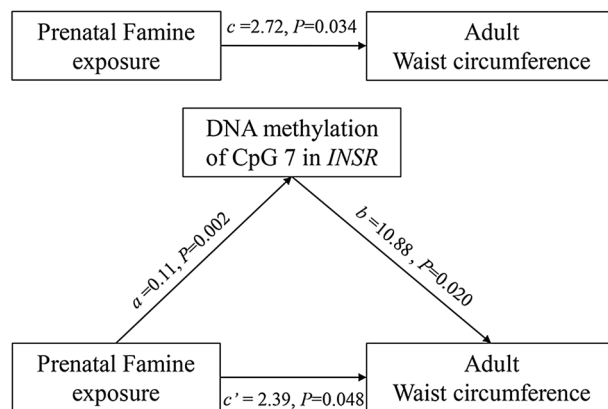 Prenatal Famine
exposure
c =2.72, P=0.034
Adult
Waist circumference
DNA methylation
of CpG 7 in INSR
a =0.11, P=0.002
b =10.88 , P=0.020
Prenatal Famine
exposure
c’ = 2.39, P=0.048
Adult
Waist circumference